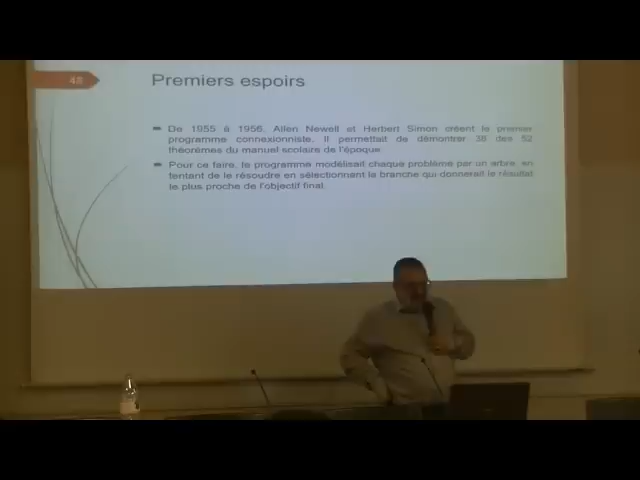 48
Premiers espoirs
De 1955 à 1956, Allen Newell et Herbert Simon créent le premier
programme connexionniste. Il permettait de démontrer 38 des 52
théorèmes du manuel scolaire de l'époque.
Pour ce faire, le programme modélisait chaque problème par un arbre, en
tentant de le résoudre en sélectionnant la branche qui donnerait le résultat
le plus proche de l'objectif final.